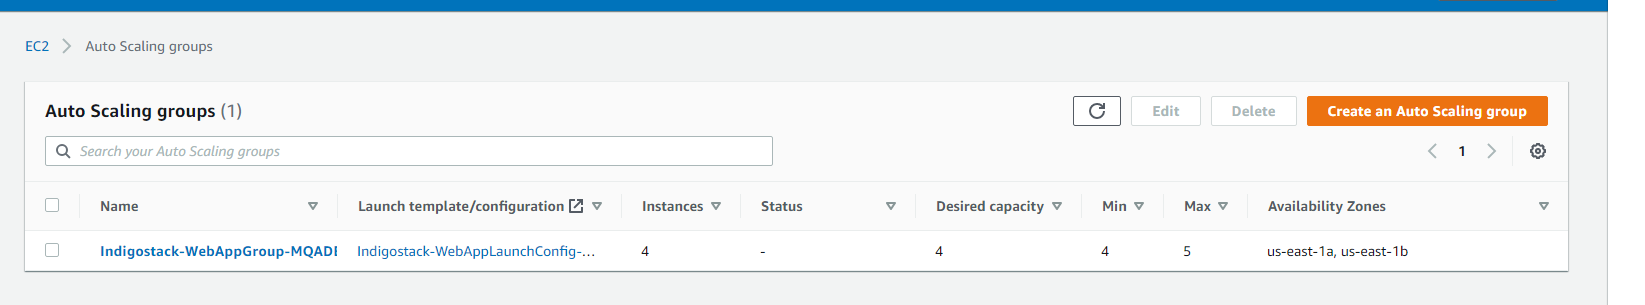 EC2 > Auto Scaling groups
Auto Scaling groups (1) Edit Delete Create an Auto Scaling group
Search your Auto Scaling groups 1
Name Launch template/configuration Instances Status Desired capacity Min Max Availability Zones
Indigostack-WebAppGroup-MQADI Indigostack-WebAppLaunchConfig-... 4 - 4 4 5 us-east-1a, us-east-1b